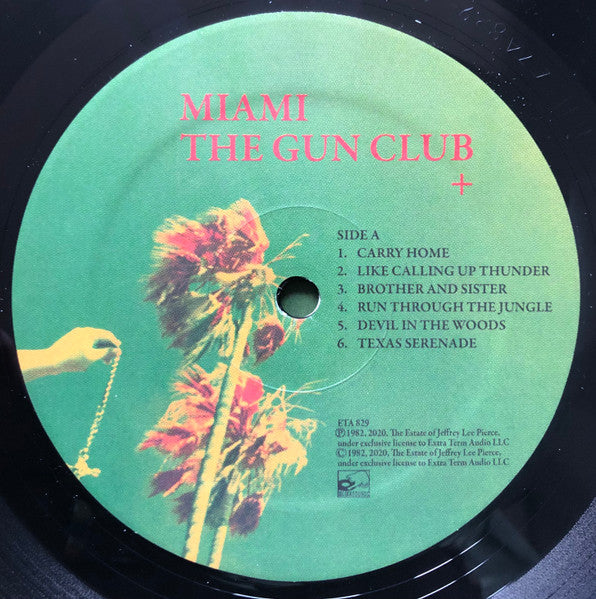 MIAMI
THE GUN CLUB
+
SIDE A
1. CARRY HOME
2. LIKE CALLING UP THUNDER
3. BROTHER AND SISTER
4. RUN THROUGH THE JUNGLE
5. DEVIL IN THE WOODS
6. TEXAS SERENADE
ETA 829
Ⓟ1982, 2020, The Estate of Jeffrey Lee Pierce,
under exclusive license to Extra Term Audio LLC
Ⓒ1982, 2020, The Estate of Jeffrey Lee Pierce,
under exclusive license to Extra Term Audio LLC